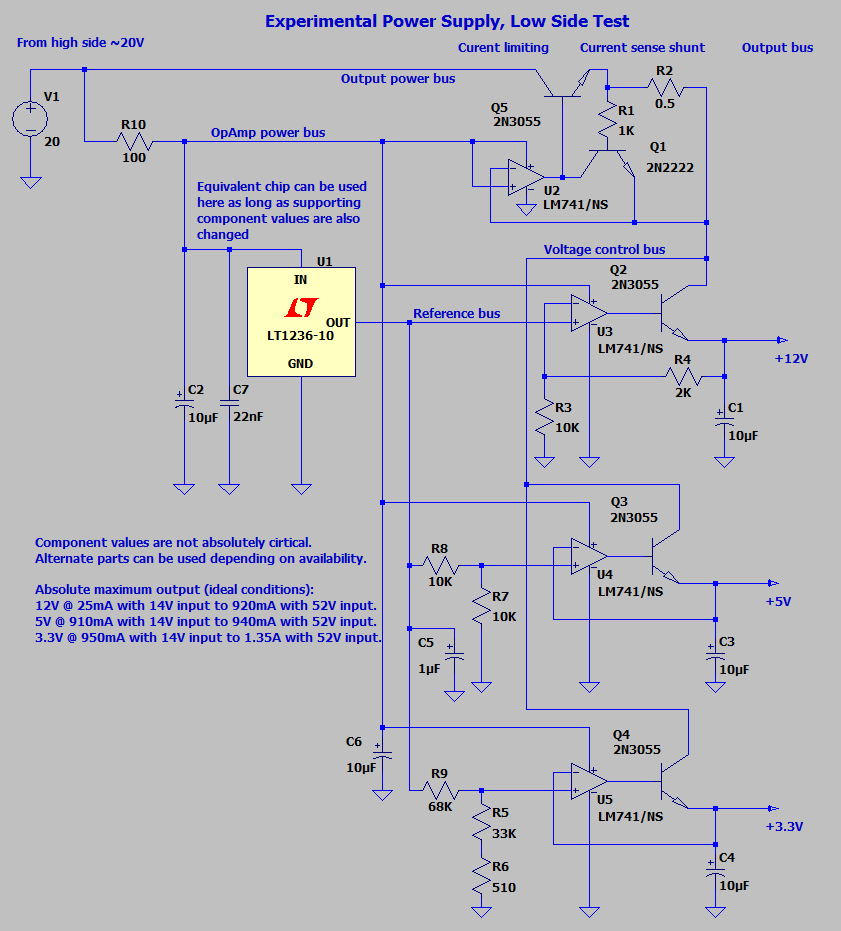 Experimental Power Supply, Low Side Test
From high side ~20V
Curent limiting
Current sense shunt
Output bus
Output power bus
R2
0.5
V1
20
Q5
2N3055
R1
1K
R10
100
OpAmp power bus
Q1
2N2222
U2
LM741/NS
Equivalent chip can be used
here as long as supporting
component values are also
changed
Voltage control bus
U1
IN
OUT
LT1236-10
GND
Reference bus
Q2
2N3055
U3
LM741/NS
+12V
R4
2K
C2
10µF
C7
22nF
R3
10K
C1
10µF
Q3
2N3055
Component values are not absolutely cirtical.
Alternate parts can be used depending on availability.
R8
10K
U4
LM741/NS
Absolute maximum output (ideal conditions):
12V @ 25mA with 14V input to 920mA with 52V input.
5V @ 910mA with 14V input to 940mA with 52V input.
3.3V @ 950mA with 14V input to 1.35A with 52V input.
R7
10K
+5V
C5
1µF
C3
10µF
C6
10µF
Q4
2N3055
R9
68K
U5
LM741/NS
R5
33K
+3.3V
R6
510
C4
10µF